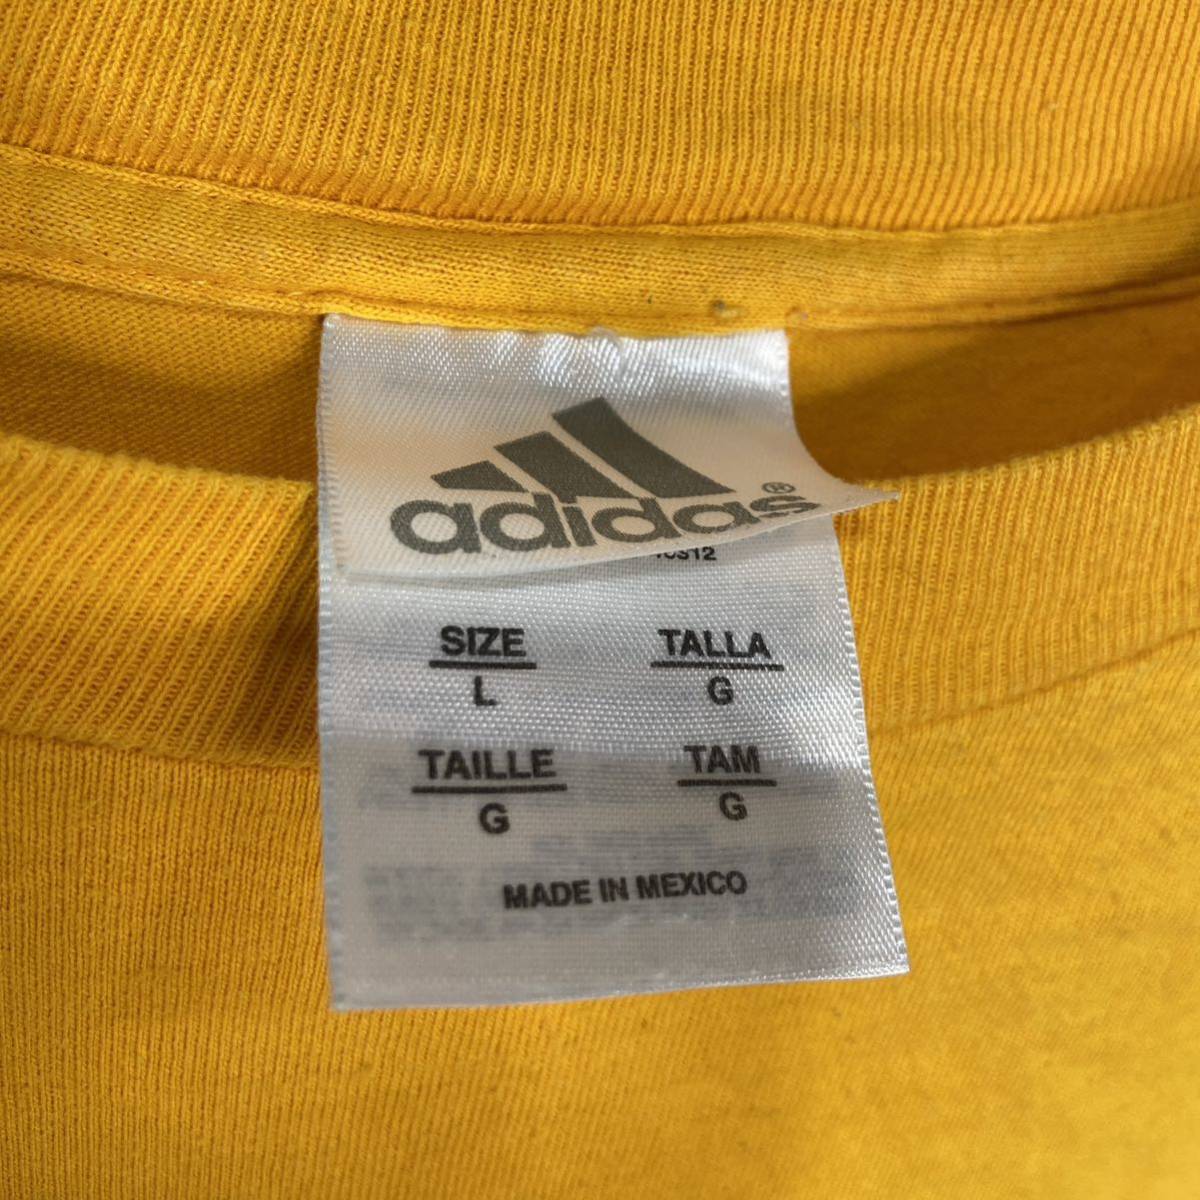 adidas®
SIZE TALLA
L G
TAILLE TAM
G G
MADE IN MEXICO